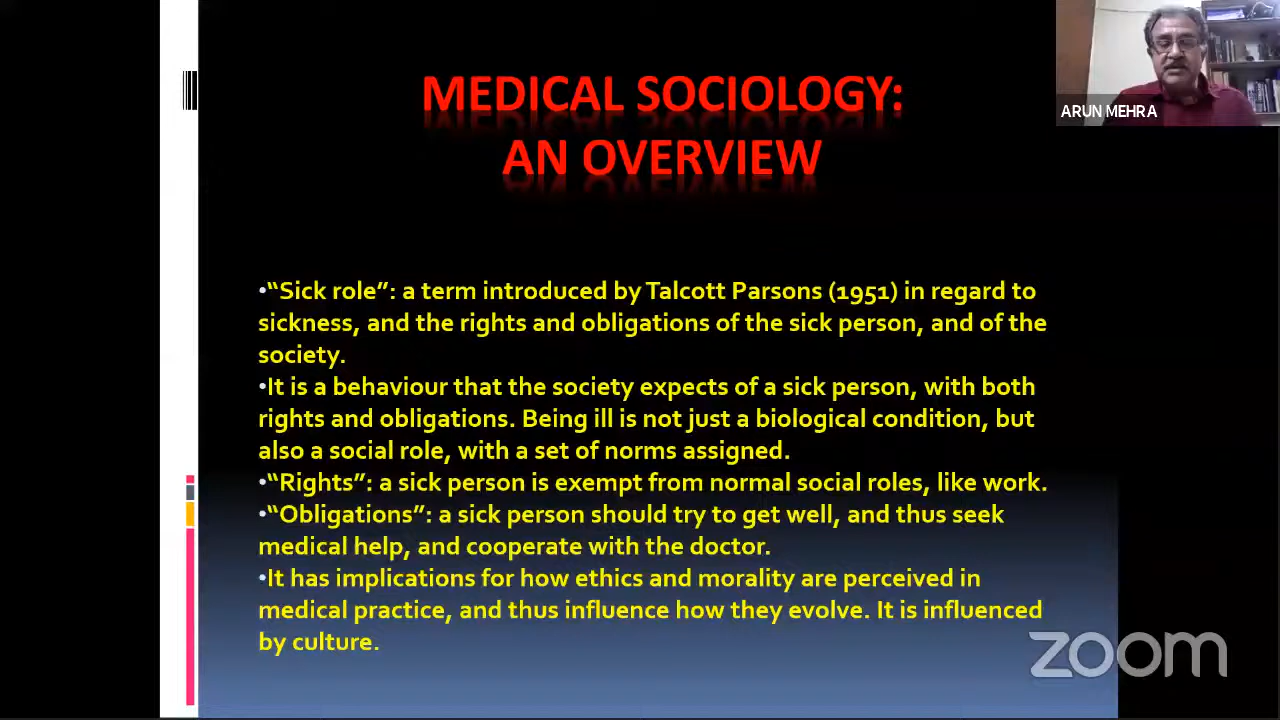 MEDICAL SOCIOLOGY:
AN OVERVIEW
ARUN MEHRA
•“Sick role”: a term introduced by Talcott Parsons (1951) in regard to
sickness, and the rights and obligations of the sick person, and of the
society.
•It is a behaviour that the society expects of a sick person, with both
rights and obligations. Being ill is not just a biological condition, but
also a social role, with a set of norms assigned.
•“Rights”: a sick person is exempt from normal social roles, like work.
•“Obligations”: a sick person should try to get well, and thus seek
medical help, and cooperate with the doctor.
•It has implications for how ethics and morality are perceived in
medical practice, and thus influence how they evolve. It is influenced
by culture.
zoom